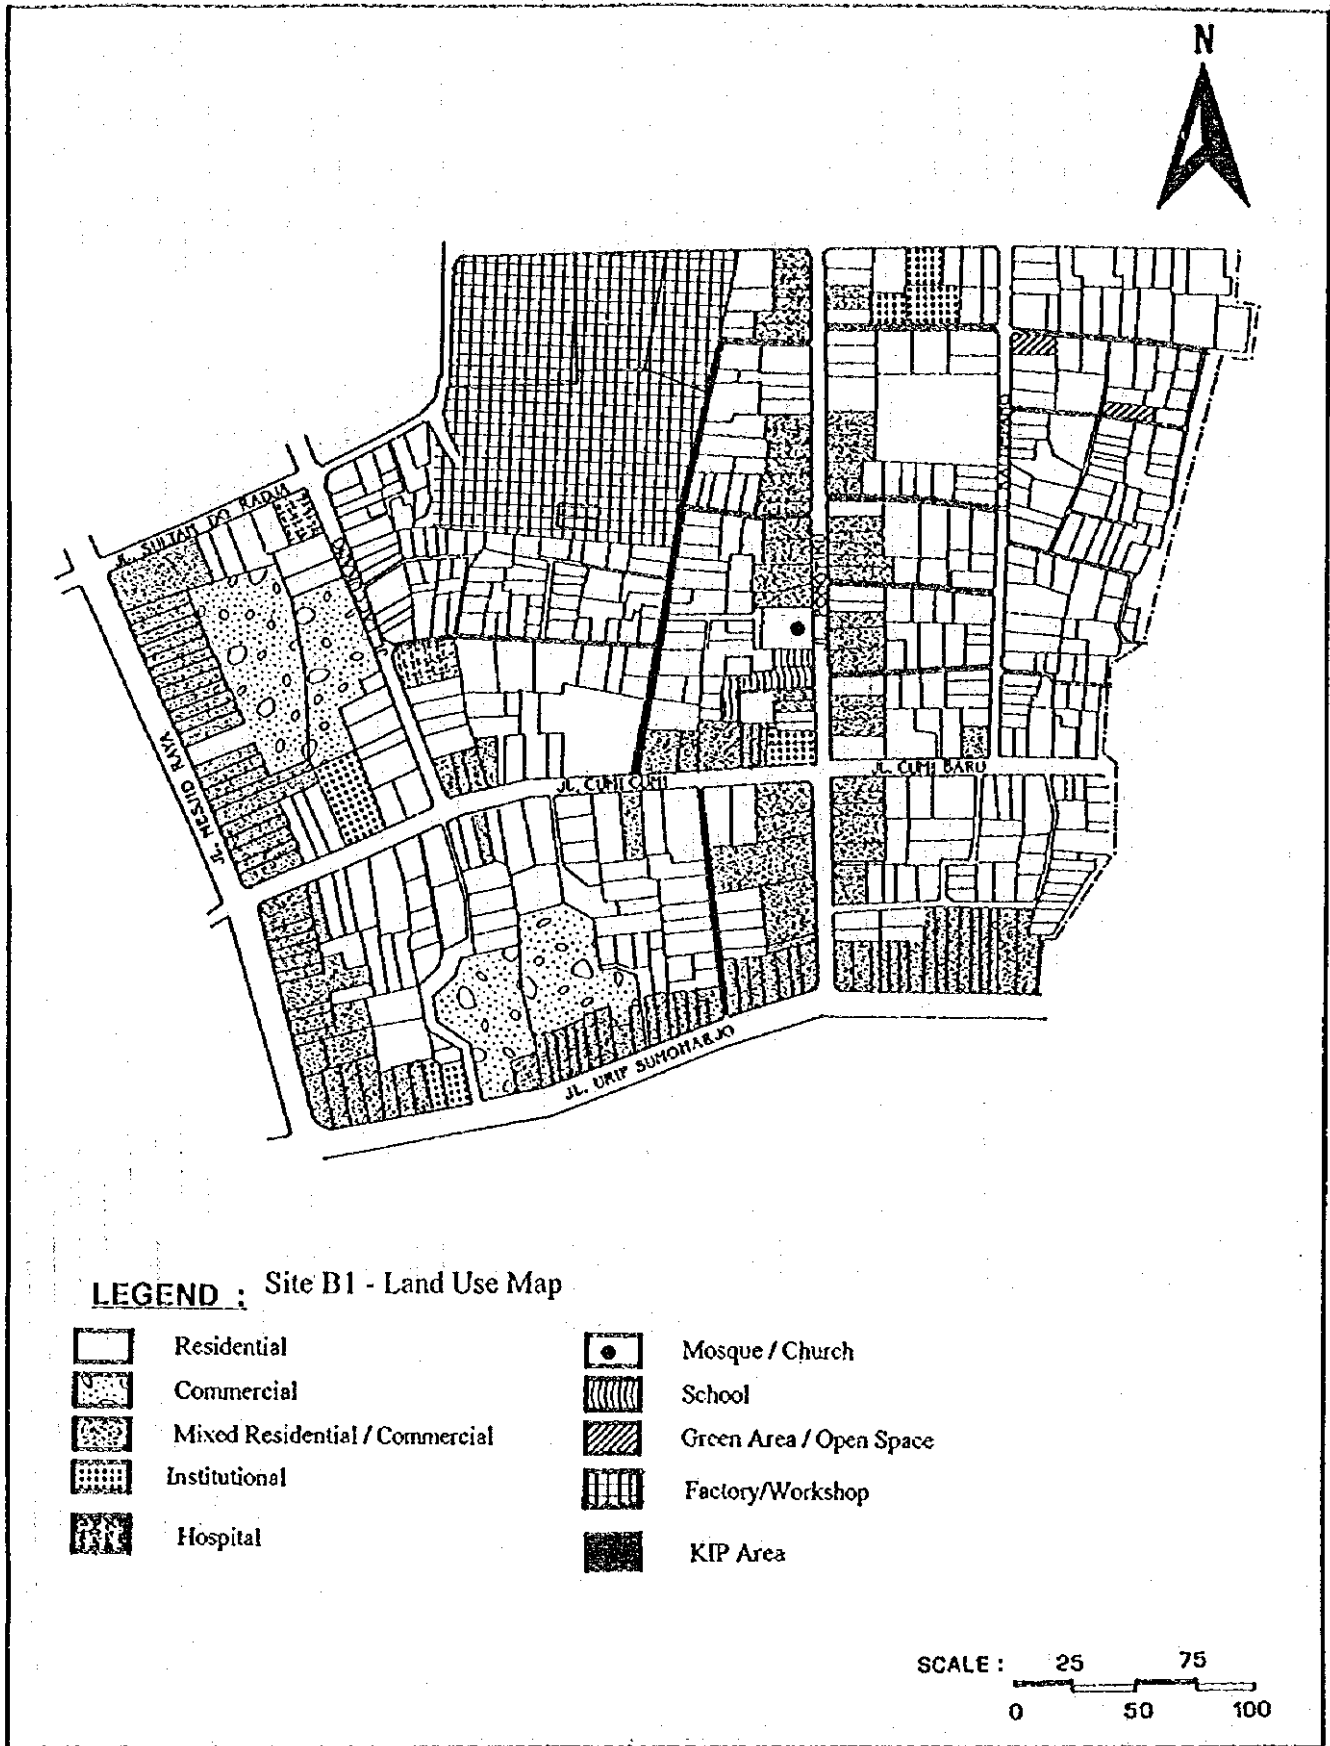 N
JL. SULTAN DO RADJA
JL. MESJID RAYA
JL. CUMI CUMI
JL. CUMI BARU
JL. URIP SUMOHARJO
LEGEND : Site B1 - Land Use Map
Residential
Commercial
Mixed Residential / Commercial
Institutional
Hospital
Mosque / Church
School
Green Area / Open Space
Factory/Workshop
KIP Area
SCALE : 25 75
0 50 100